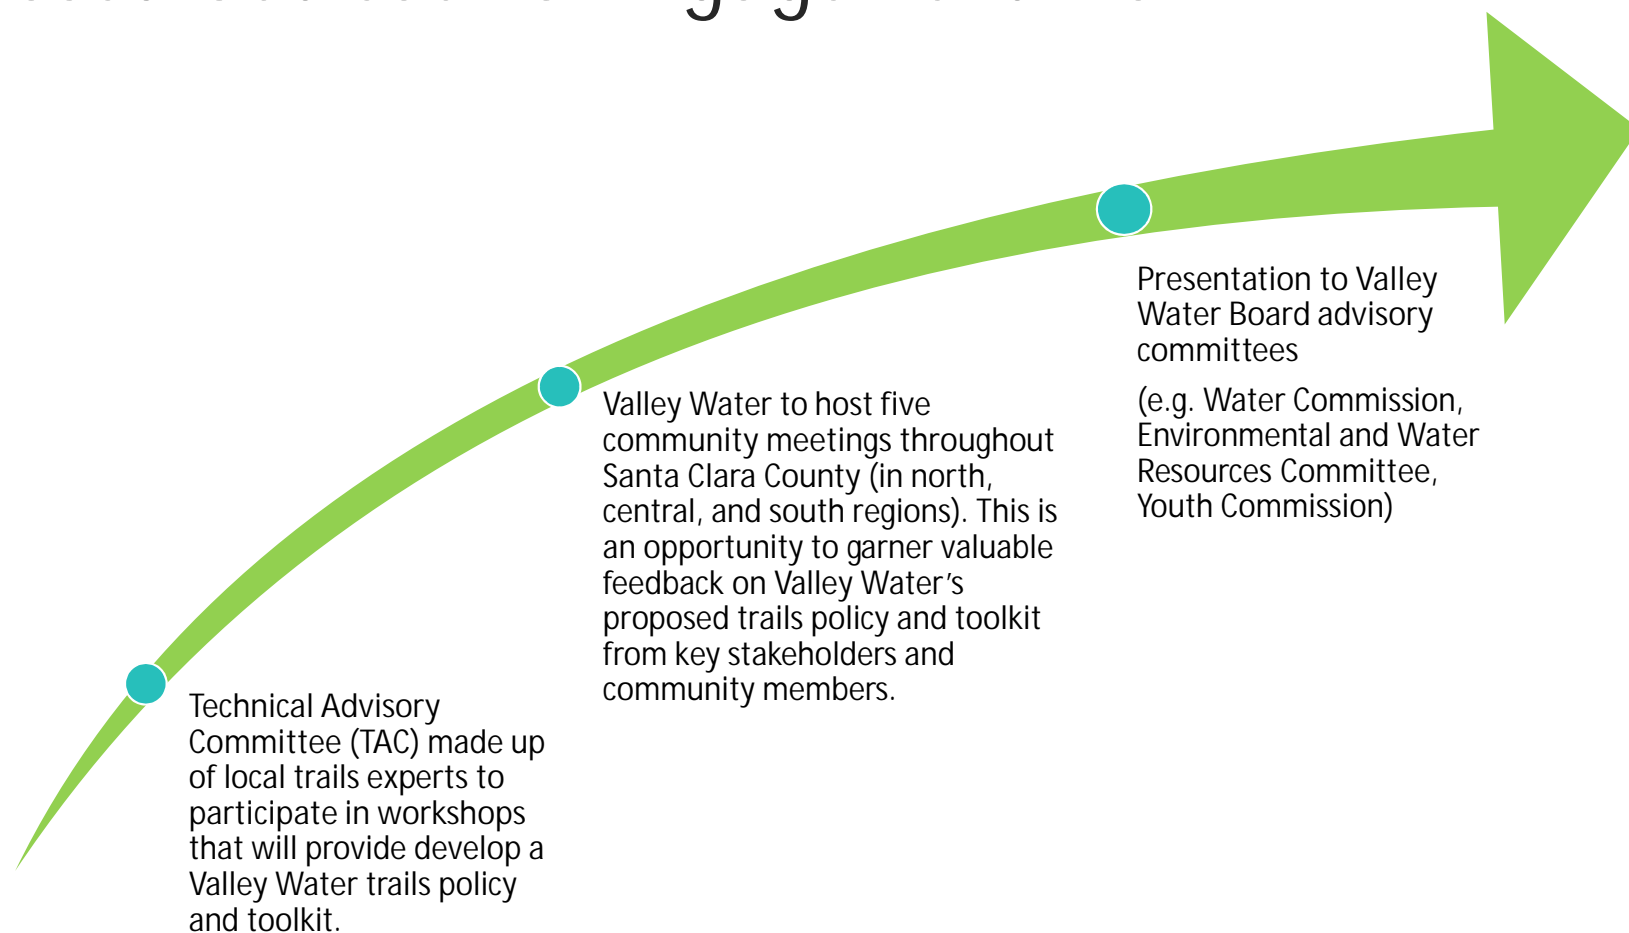 Technical Advisory
Committee (TAC) made up
of local trails experts to
participate in workshops
that will provide develop a
Valley Water trails policy
and toolkit.
Valley Water to host five
community meetings throughout
Santa Clara County (in north,
central, and south regions). This is
an opportunity to garner valuable
feedback on Valley Water’s
proposed trails policy and toolkit
from key stakeholders and
community members.
Presentation to Valley
Water Board advisory
committees
(e.g. Water Commission,
Environmental and Water
Resources Committee,
Youth Commission)